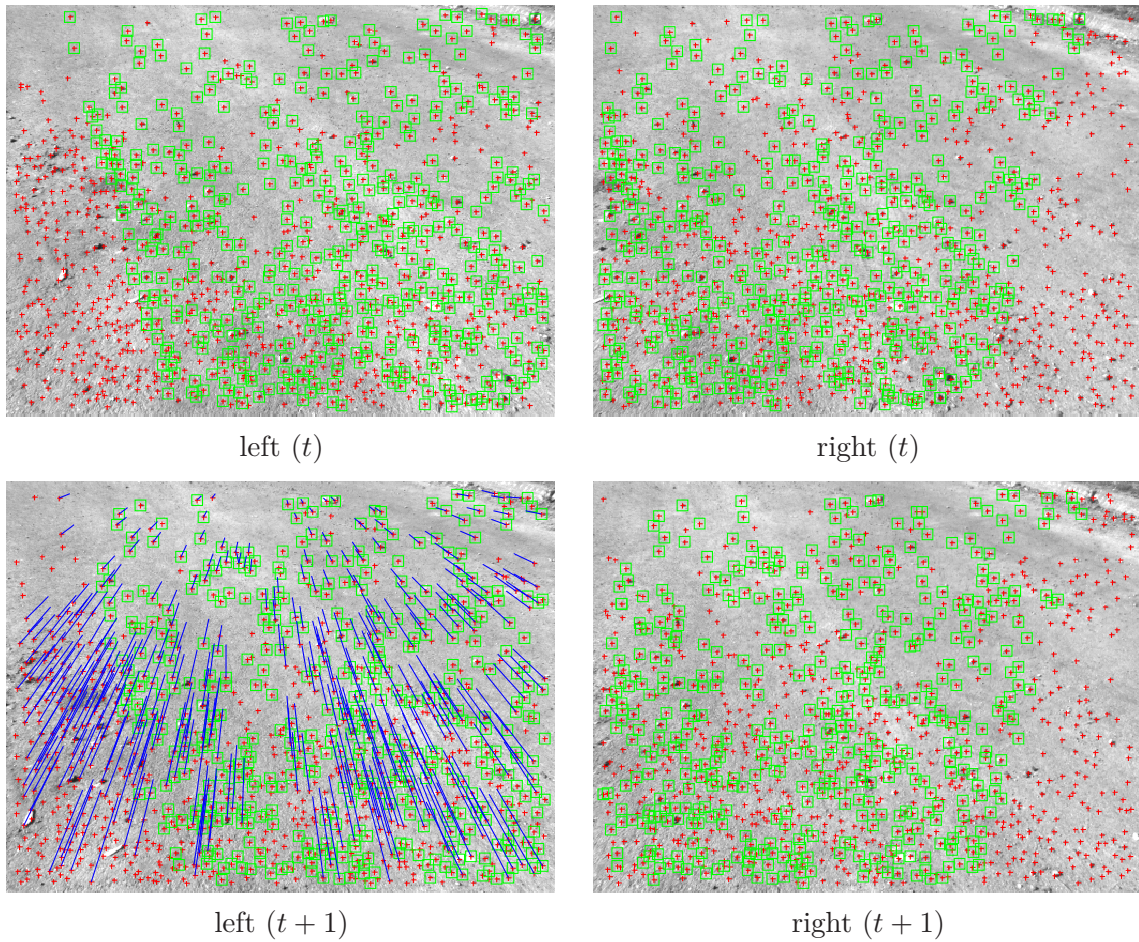 left (t)
right (t)
left (t + 1)
right (t + 1)